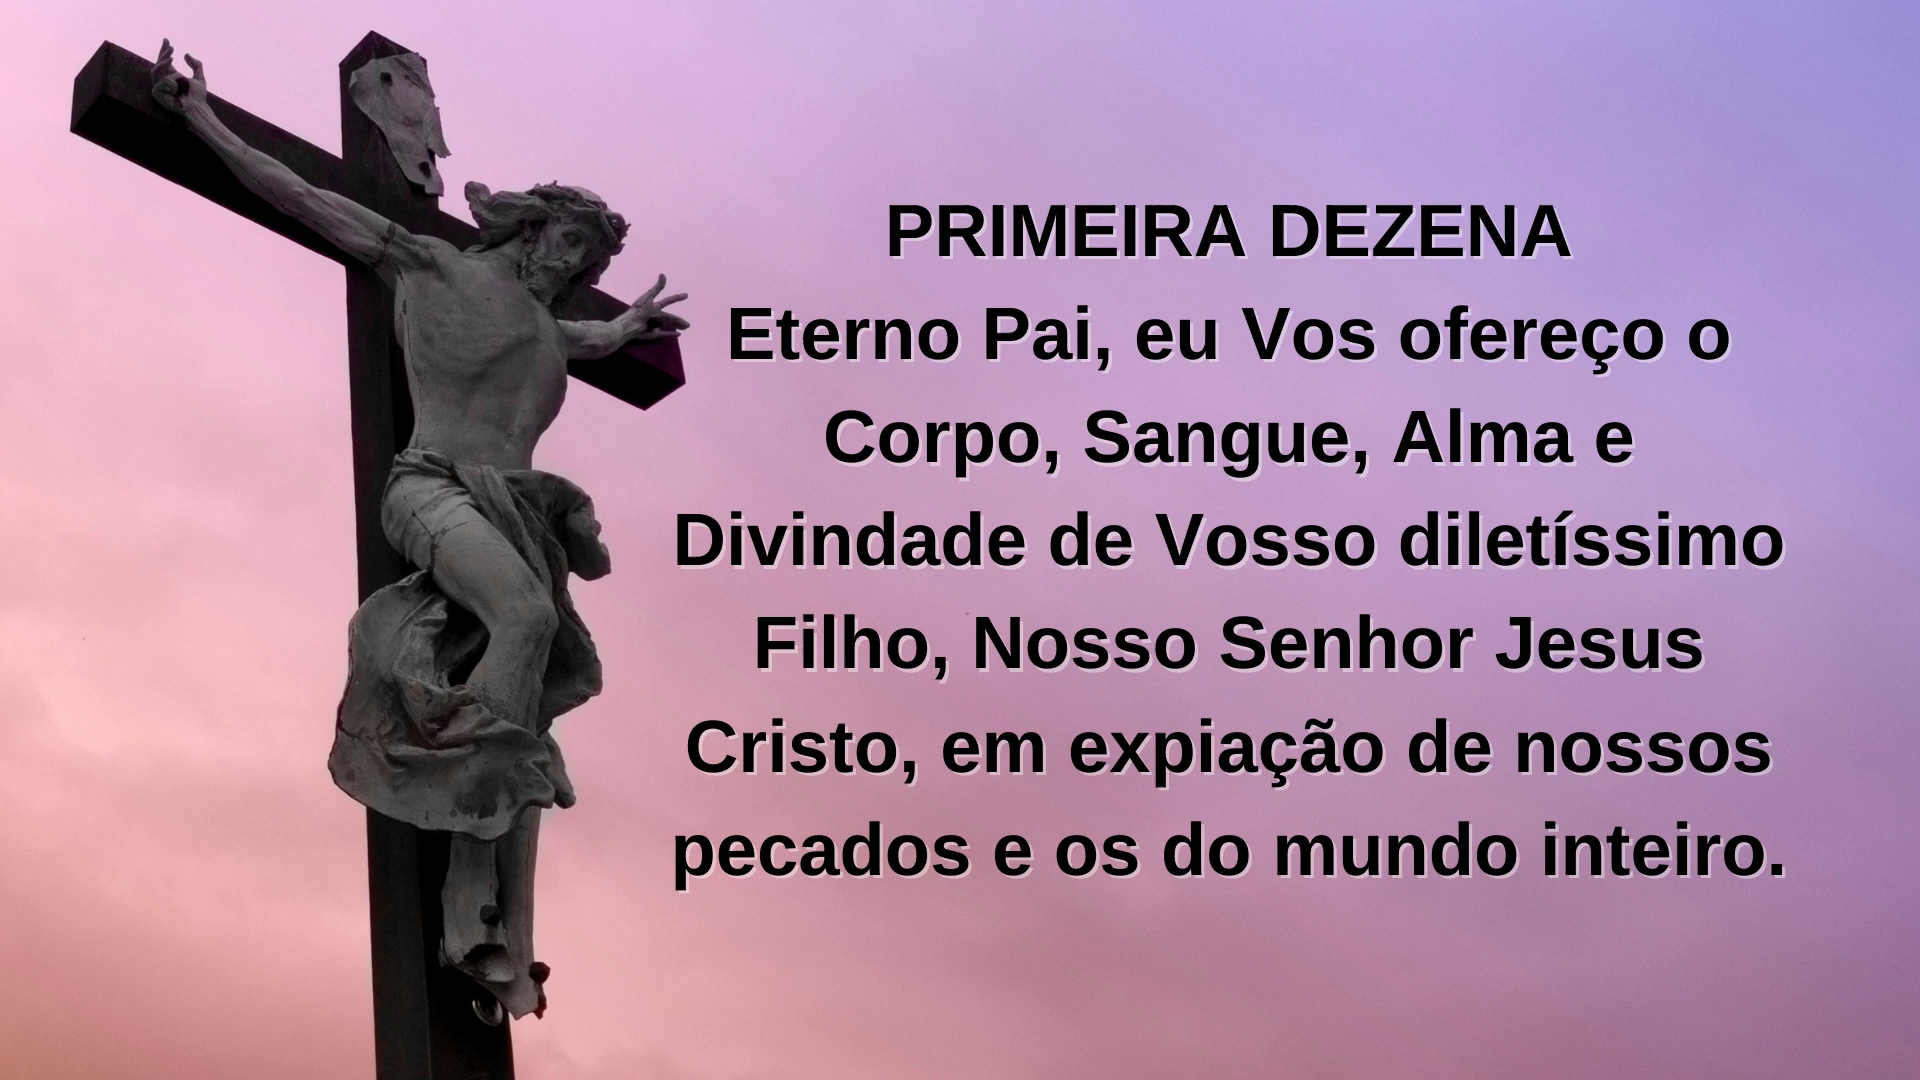 PRIMEIRA DEZENA
Eterno Pai, eu Vos ofereço o
Corpo, Sangue, Alma e
Divindade de Vosso diletíssimo
Filho, Nosso Senhor Jesus
Cristo, em expiação de nossos
pecados e os do mundo inteiro.